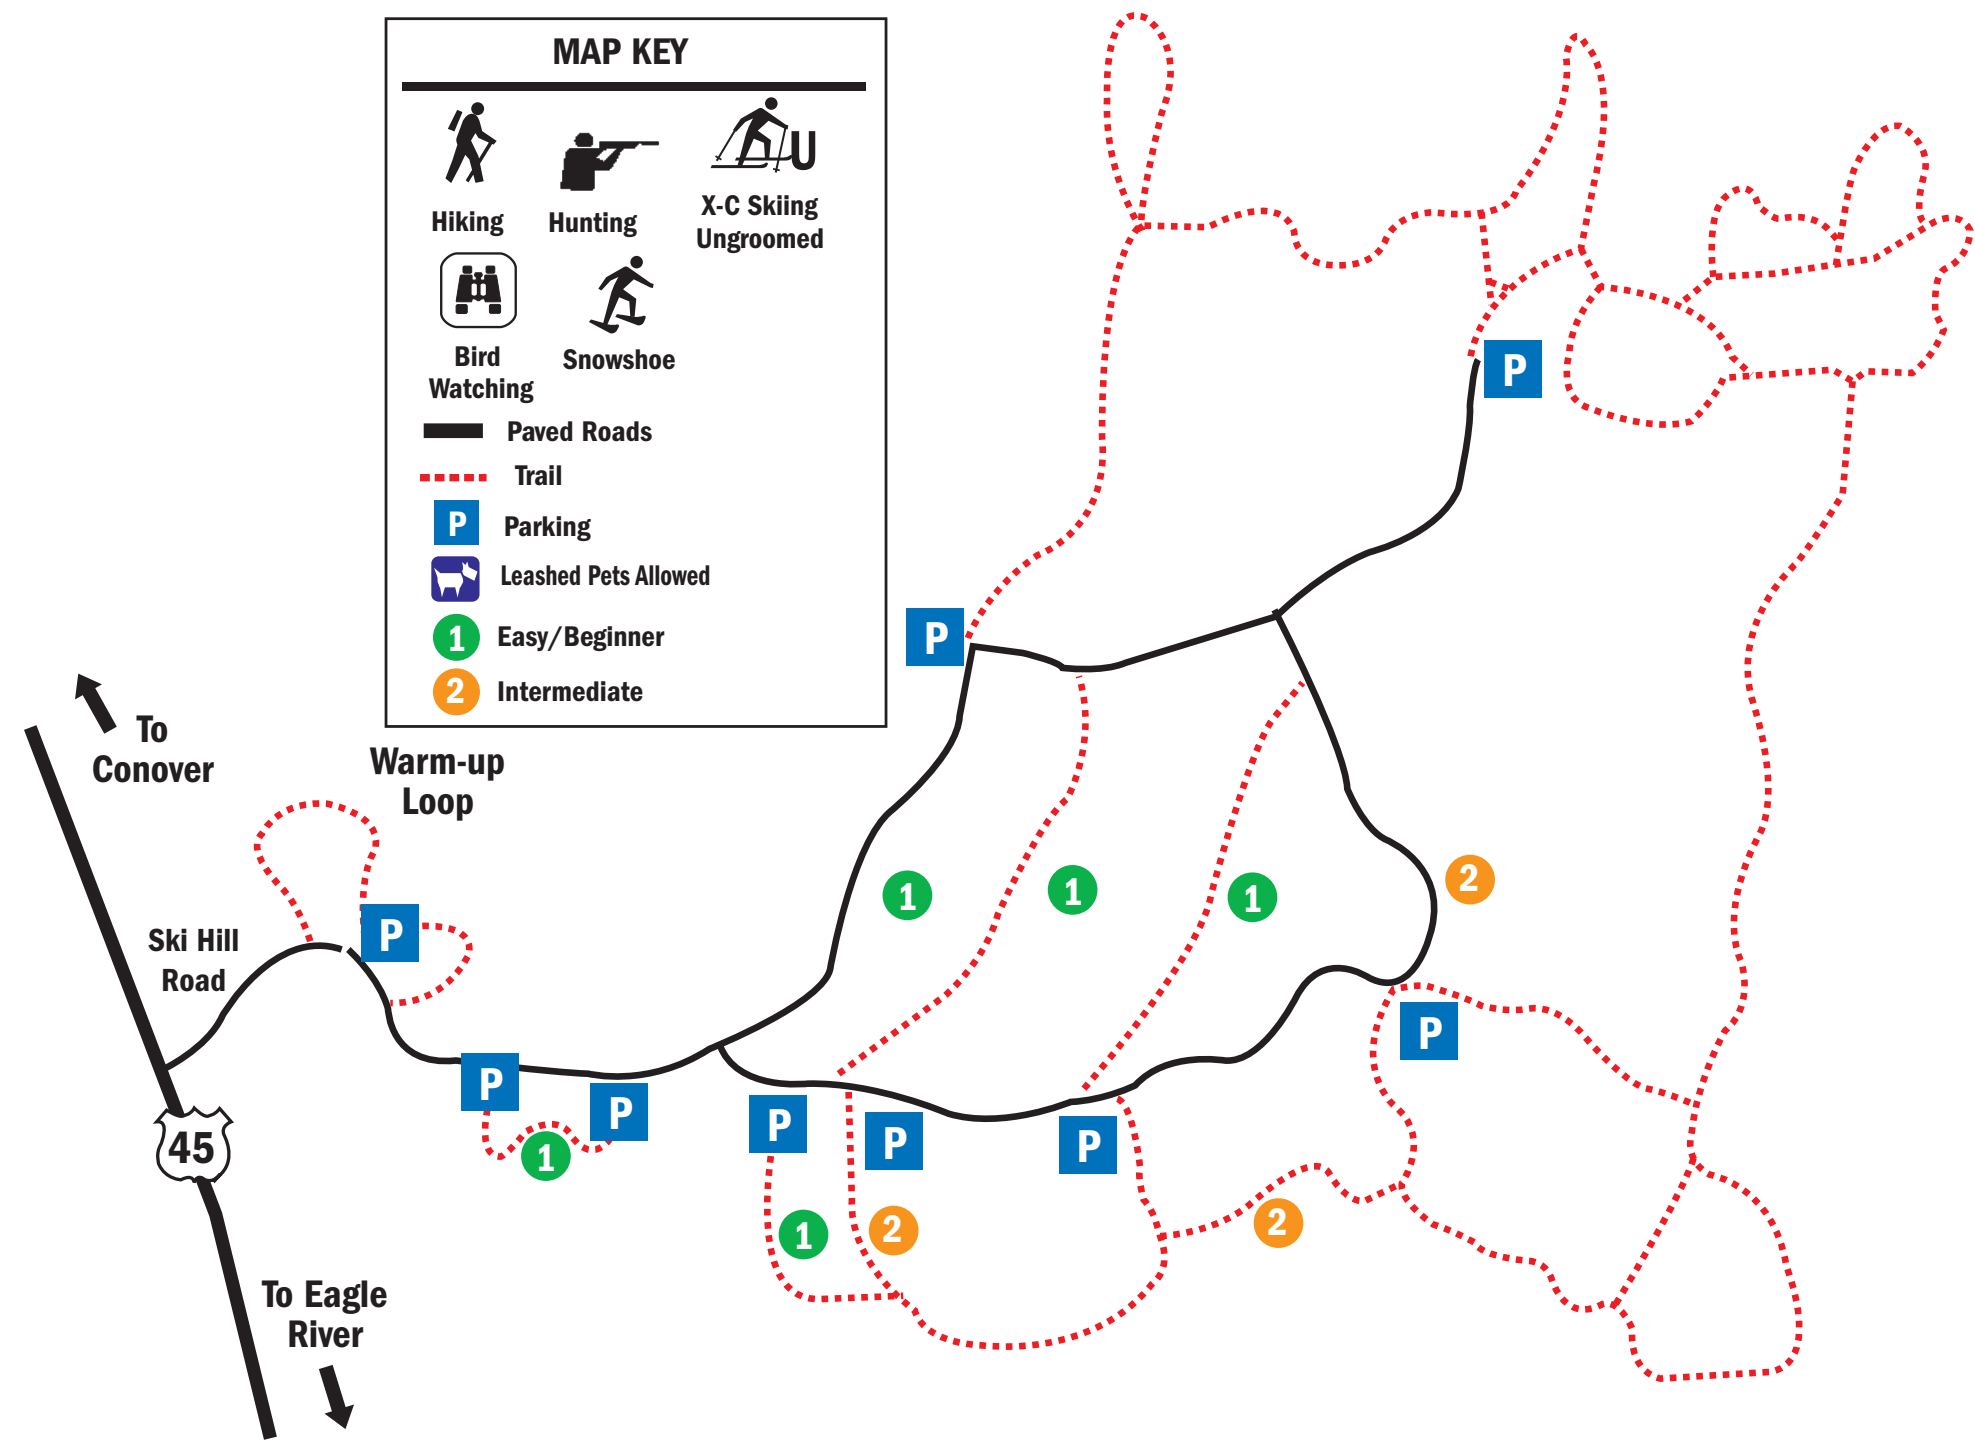 MAP KEY
Hiking
Hunting
U
X-C Skiing
Ungroomed
Bird
Watching
Snowshoe
Paved Roads
Trail
P
Parking
Leashed Pets Allowed
1
Easy/Beginner
2
Intermediate
To
Conover
Warm-up
Loop
Ski Hill
Road
45
To Eagle
River
P
P
P
P
P
P
P
P
P
1
1
1
2
1
1
2
2